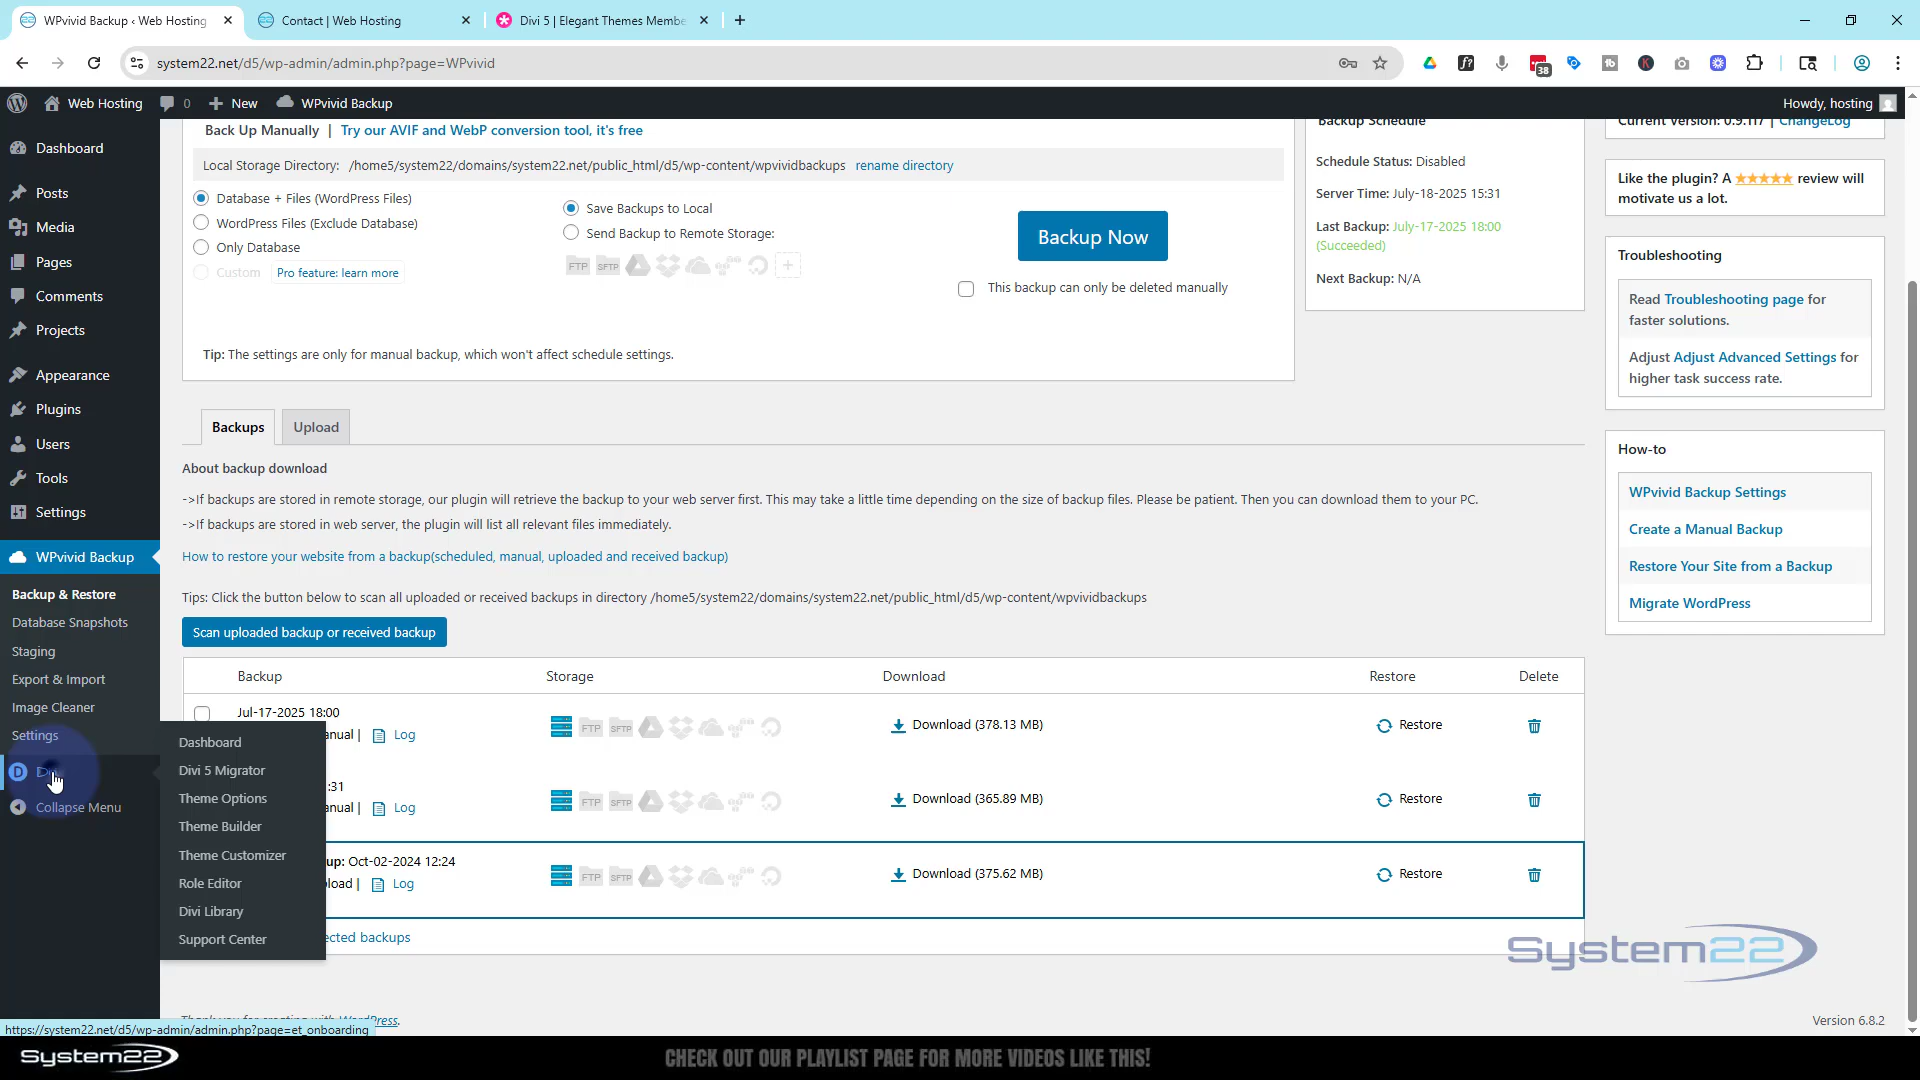 WPvivid Backup ‹ Web Hosting
Contact | Web Hosting
Divi 5 | Elegant Themes Membe
system22.net/d5/wp-admin/admin.php?page=WPvivid
38
Web Hosting
0
New
WPvivid Backup
Howdy, hosting
Dashboard
Posts
Media
Pages
Comments
Projects
Appearance
Plugins
Users
Tools
Settings
WPvivid Backup
Backup & Restore
Database Snapshots
Staging
Export & Import
Image Cleaner
Settings
Collapse Menu
Dashboard
Divi 5 Migrator
Theme Options
Theme Builder
Theme Customizer
Role Editor
Divi Library
Support Center
Back Up Manually | Try our AVIF and WebP conversion tool, it's free
Local Storage Directory: /home5/system22/domains/system22.net/public_html/d5/wp-content/wpvividbackups rename directory
Database + Files (WordPress Files)
WordPress Files (Exclude Database)
Only Database
Custom Pro feature: learn more
Save Backups to Local
Send Backup to Remote Storage:
FTP SFTP
Backup Now
This backup can only be deleted manually
Tip: The settings are only for manual backup, which won't affect schedule settings.
Backup Schedule
Schedule Status: Disabled
Server Time: July-18-2025 15:31
Last Backup: July-17-2025 18:00
(Succeeded)
Next Backup: N/A
Current Version: 0.9.117 | ChangeLog
Like the plugin? A ★★★★★ review will
motivate us a lot.
Troubleshooting
Read Troubleshooting page for
faster solutions.
Adjust Adjust Advanced Settings for
higher task success rate.
How-to
WPvivid Backup Settings
Create a Manual Backup
Restore Your Site from a Backup
Migrate WordPress
Backups
Upload
About backup download
->If backups are stored in remote storage, our plugin will retrieve the backup to your web server first. This may take a little time depending on the size of backup files. Please be patient. Then you can download them to your PC.
->If backups are stored in web server, the plugin will list all relevant files immediately.
How to restore your website from a backup(scheduled, manual, uploaded and received backup)
Tips: Click the button below to scan all uploaded or received backups in directory /home5/system22/domains/system22.net/public_html/d5/wp-content/wpvividbackups
Scan uploaded backup or received backup
Backup Storage Download Restore Delete
Jul-17-2025 18:00
anual | Log
FTP SFTP
Download (378.13 MB)
Restore
:31
anual | Log
FTP SFTP
Download (365.89 MB)
Restore
up: Oct-02-2024 12:24
load | Log
FTP SFTP
Download (375.62 MB)
Restore
ected backups
System22
Thank you for creating with WordPress.
Version 6.8.2
https://system22.net/d5/wp-admin/admin.php?page=et_onboarding
System22
CHECK OUT OUR PLAYLIST PAGE FOR MORE VIDEOS LIKE THIS!